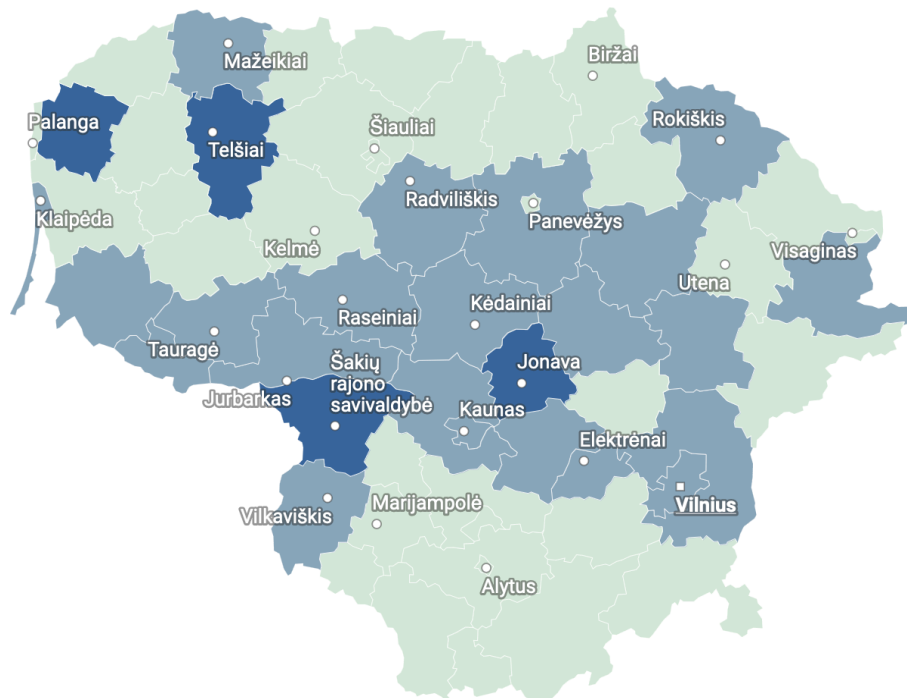 Mažeikiai
Biržai
Palanga
Telšiai
Šiauliai
Rokiškis
Radviliškis
Klaipėda
Panevėžys
Kelmė
Visaginas
Utena
Kėdainiai
Raseiniai
Tauragė
Šakių
rajono
savivaldybė
Jonava
Jurbarkas
Kaunas
Elektrėnai
Vilkaviškis
Marijampolė
Vilnius
Alytus